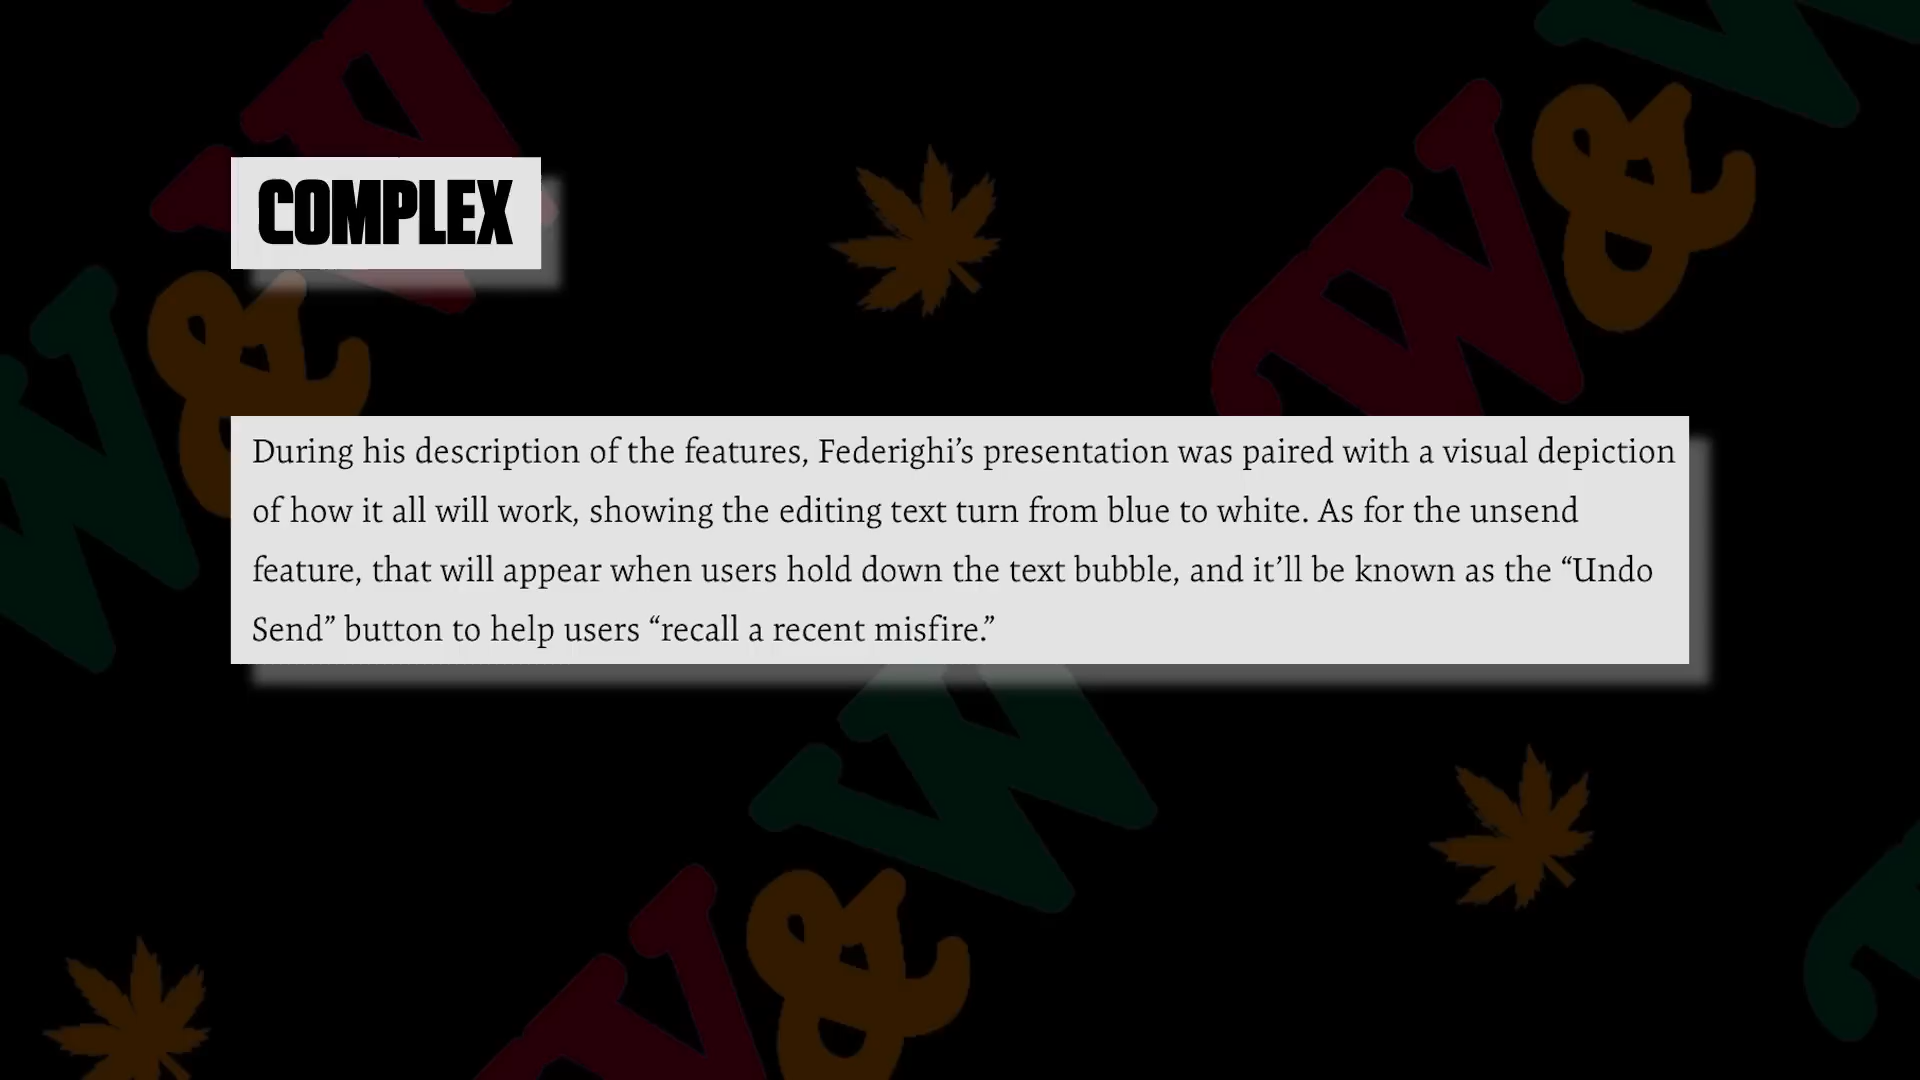 COMPLEX
During his description of the features, Federighi’s presentation was paired with a visual depiction
of how it all will work, showing the editing text turn from blue to white. As for the unsend
feature, that will appear when users hold down the text bubble, and it’ll be known as the “Undo
Send” button to help users “recall a recent misfire.”
W&W
W&W
W&W